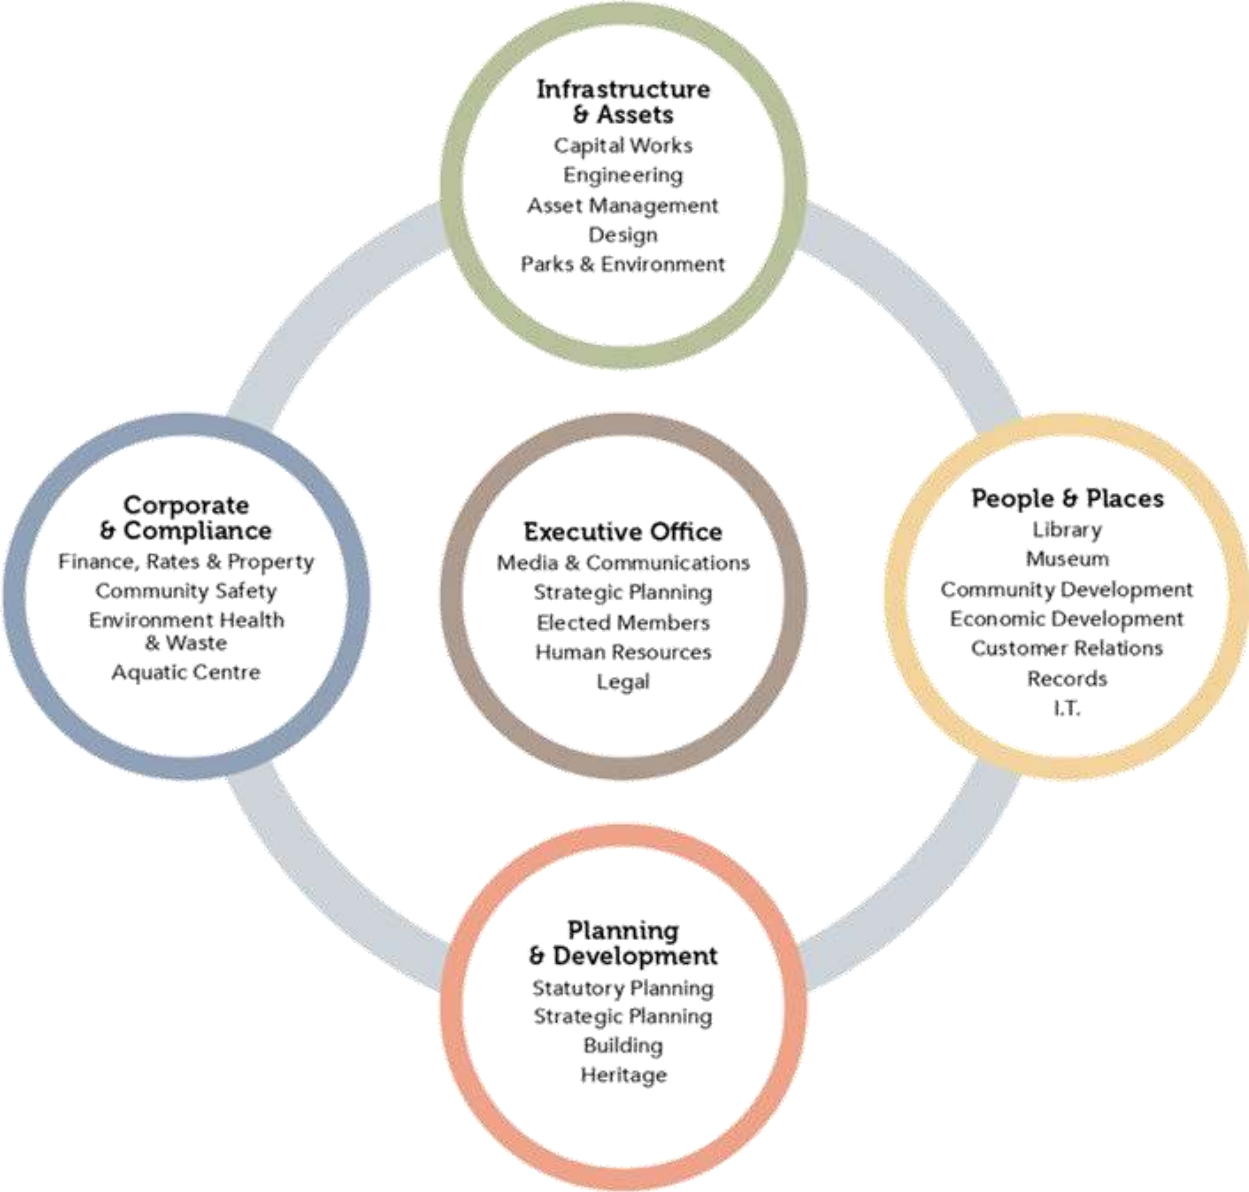 Infrastructure
& Assets
Capital Works
Engineering
Asset Management
Design
Parks & Environment
Corporate
& Compliance
Finance, Rates & Property
Community Safety
Environment Health
& Waste
Aquatic Centre
Executive Office
Media & Communications
Strategic Planning
Elected Members
Human Resources
Legal
People & Places
Library
Museum
Community Development
Economic Development
Customer Relations
Records
I.T.
Planning
& Development
Statutory Planning
Strategic Planning
Building
Heritage